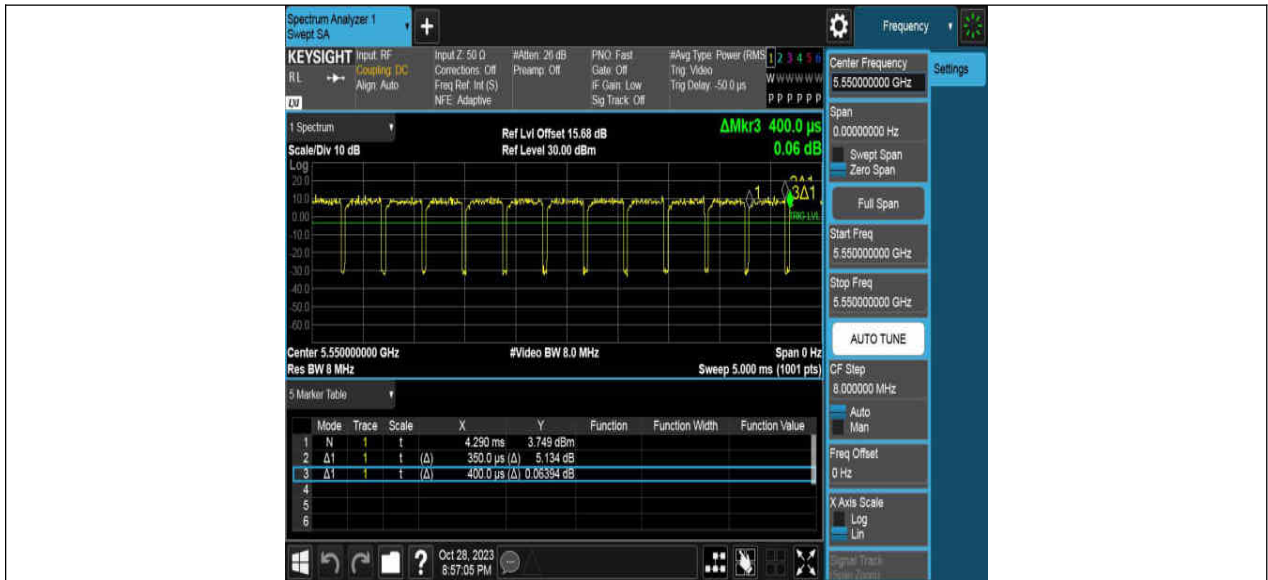 Spectrum Analyzer 1
Swept SA
+
Frequency
KEYSIGHT
RL
LW
Input: RF
Coupling: DC
Align: Auto
Input Z: 50 Ω
Corrections: Off
Freq Ref: Int (S)
NFE: Adaptive
#Atten: 26 dB
Preamp: Off
PNO: Fast
Gate: Off
IF Gain: Low
Sig Track: Off
#Avg Type: Power (RMS
Trig: Video
Trig Delay: -50.0 µs
1 2 3 4 5 6
W W W W W W
P P P P P P
1 Spectrum
Scale/Div 10 dB
Ref Lvl Offset 15.68 dB
Ref Level 30.00 dBm
ΔMkr3 400.0 µs
0.06 dB
Log
20.0
10.0
0.00
-10.0
-20.0
-30.0
-40.0
-50.0
-60.0
1
3Δ1
TRIG LVL
Center 5.550000000 GHz
#Video BW 8.0 MHz
Span 0 Hz
Res BW 8 MHz
Sweep 5.000 ms (1001 pts)
5 Marker Table
Mode Trace Scale X Y Function Function Width Function Value
1 N 1 t 4.290 ms 3.749 dBm
2 Δ1 1 t (Δ) 350.0 µs (Δ) 5.134 dB
3 Δ1 1 t (Δ) 400.0 µs (Δ) 0.06394 dB
4
5
6
?
Oct 28, 2023
8:57:05 PM
Center Frequency
5.550000000 GHz
Settings
Span
0.00000000 Hz
Swept Span
Zero Span
Full Span
Start Freq
5.550000000 GHz
Stop Freq
5.550000000 GHz
AUTO TUNE
CF Step
8.000000 MHz
Auto
Man
Freq Offset
0 Hz
X Axis Scale
Log
Lin
Signal Track
(Span Zoom)